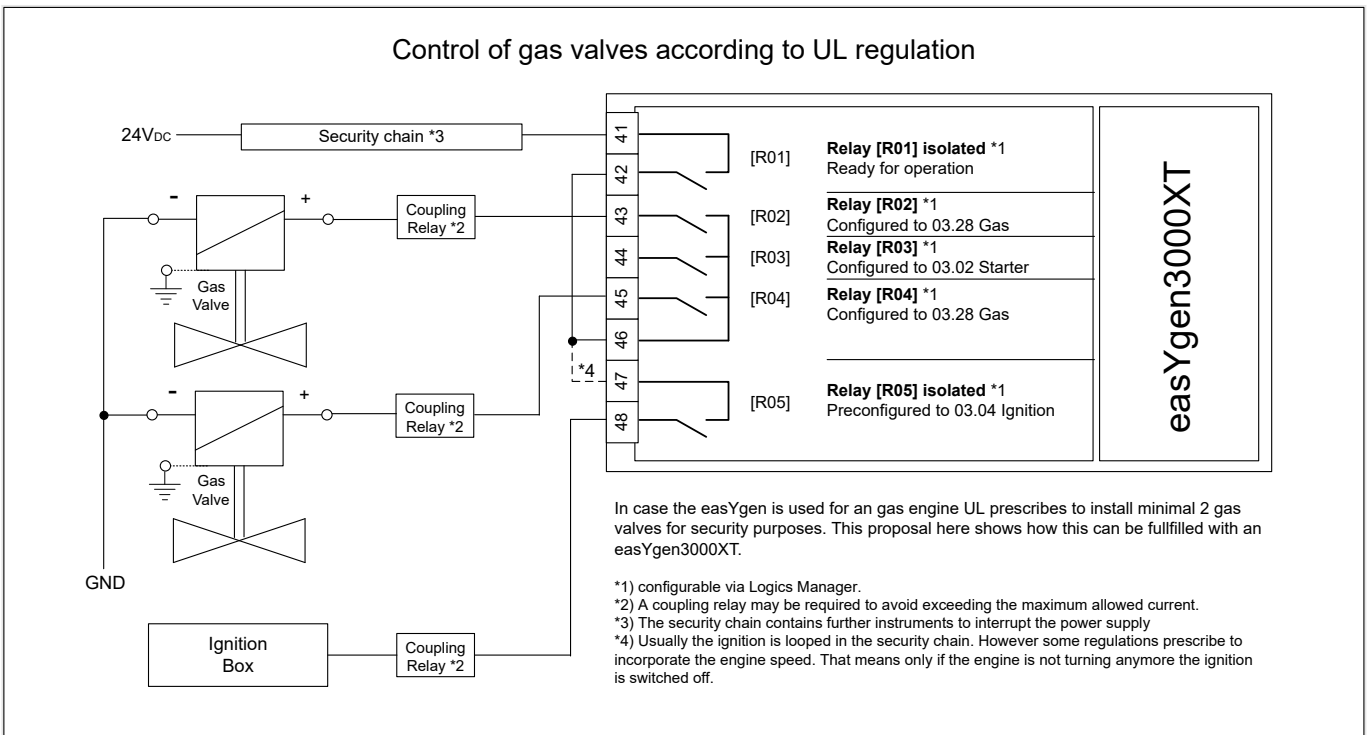 Control of gas valves according to UL regulation
24VDC
Security chain *3
41
42
43
44
45
46
47
48
[R01]
Relay [R01] isolated *1
Ready for operation
[R02]
Relay [R02] *1
Configured to 03.28 Gas
[R03]
Relay [R03] *1
Configured to 03.02 Starter
[R04]
Relay [R04] *1
Configured to 03.28 Gas
[R05]
Relay [R05] isolated *1
Preconfigured to 03.04 Ignition
easYgen3000XT
-
+
Coupling
Relay *2
Gas
Valve
*4
-
+
Coupling
Relay *2
Gas
Valve
GND
Ignition
Box
Coupling
Relay *2
In case the easYgen is used for an gas engine UL prescribes to install minimal 2 gas
valves for security purposes. This proposal here shows how this can be fullfilled with an
easYgen3000XT.
*1) configurable via Logics Manager.
*2) A coupling relay may be required to avoid exceeding the maximum allowed current.
*3) The security chain contains further instruments to interrupt the power supply
*4) Usually the ignition is looped in the security chain. However some regulations prescribe to
incorporate the engine speed. That means only if the engine is not turning anymore the ignition
is switched off.